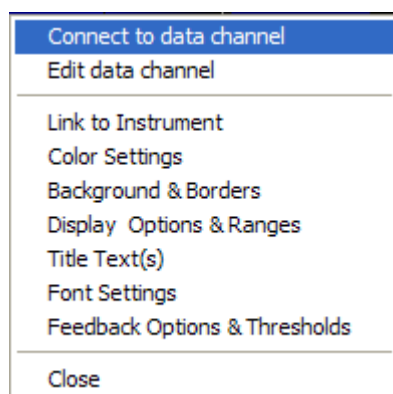 Connect to data channel
Edit data channel
Link to Instrument
Color Settings
Background & Borders
Display  Options & Ranges
Title Text(s)
Font Settings
Feedback Options & Thresholds
Close